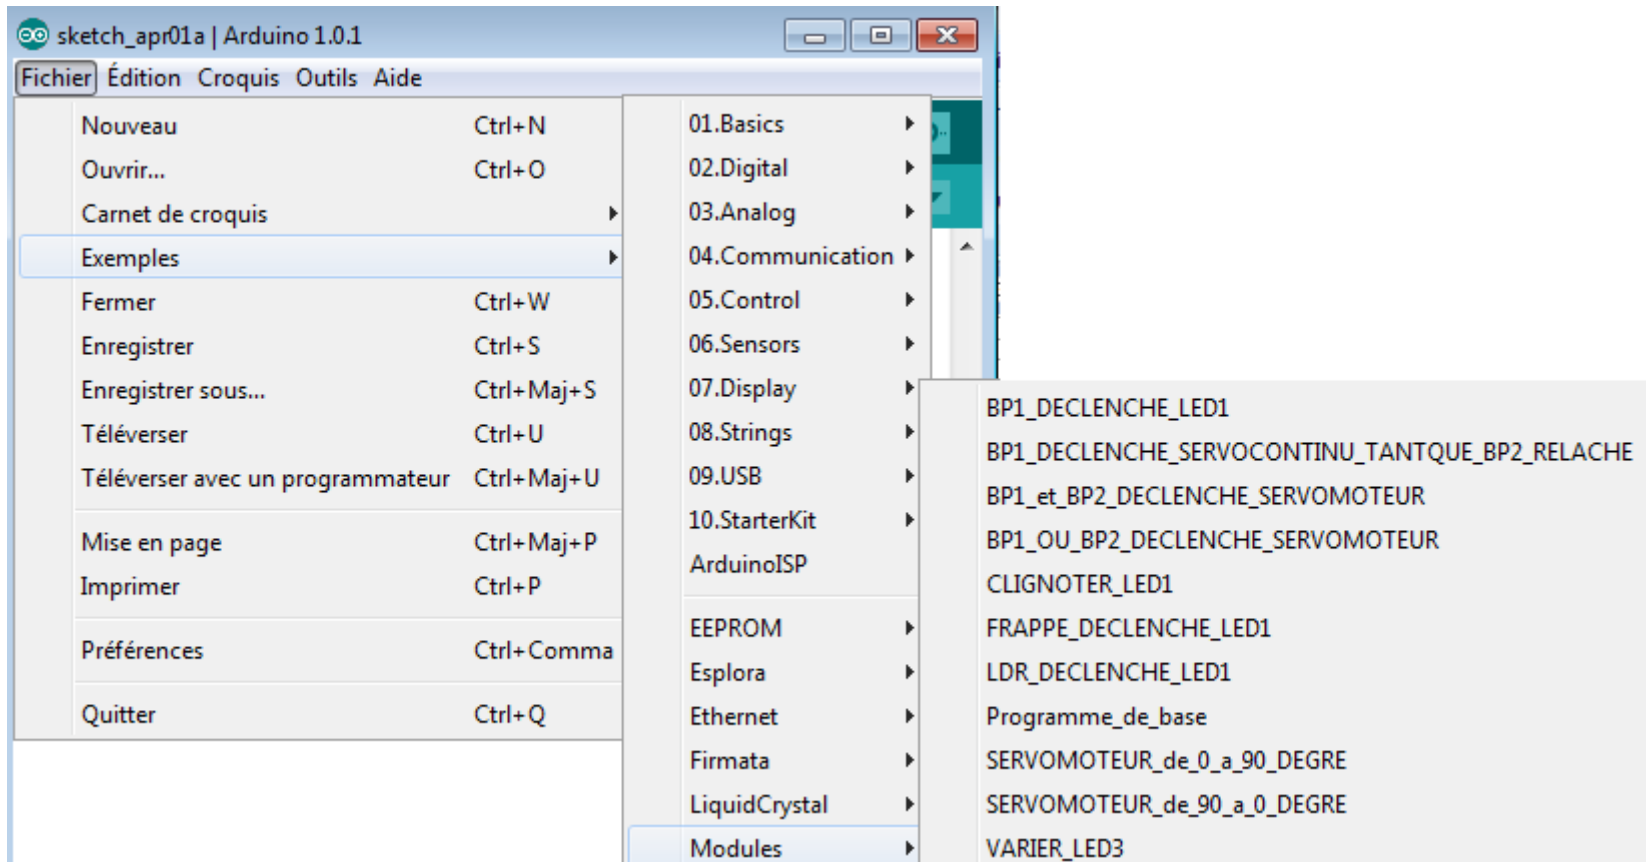 sketch_apr01a | Arduino 1.0.1
Fichier Édition Croquis Outils Aide
Nouveau Ctrl+N
Ouvrir... Ctrl+O
Carnet de croquis
Exemples
Fermer Ctrl+W
Enregistrer Ctrl+S
Enregistrer sous... Ctrl+Maj+S
Téléverser Ctrl+U
Téléverser avec un programmateur Ctrl+Maj+U
Mise en page Ctrl+Maj+P
Imprimer Ctrl+P
Préférences Ctrl+Comma
Quitter Ctrl+Q
01.Basics
02.Digital
03.Analog
04.Communication
05.Control
06.Sensors
07.Display
08.Strings
09.USB
10.StarterKit
ArduinoISP
EEPROM
Esplora
Ethernet
Firmata
LiquidCrystal
Modules
BP1_DECLENCHE_LED1
BP1_DECLENCHE_SERVOCONTINU_TANTQUE_BP2_RELACHE
BP1_et_BP2_DECLENCHE_SERVOMOTEUR
BP1_OU_BP2_DECLENCHE_SERVOMOTEUR
CLIGNOTER_LED1
FRAPPE_DECLENCHE_LED1
LDR_DECLENCHE_LED1
Programme_de_base
SERVOMOTEUR_de_0_a_90_DEGRE
SERVOMOTEUR_de_90_a_0_DEGRE
VARIER_LED3